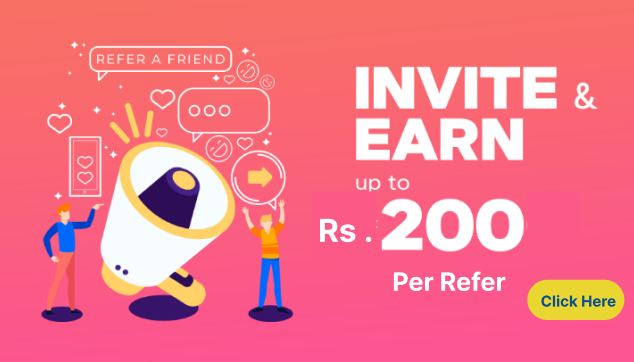 REFER A FRIEND
INVITE &
EARN
up to
Rs . 200
Per Refer
Click Here